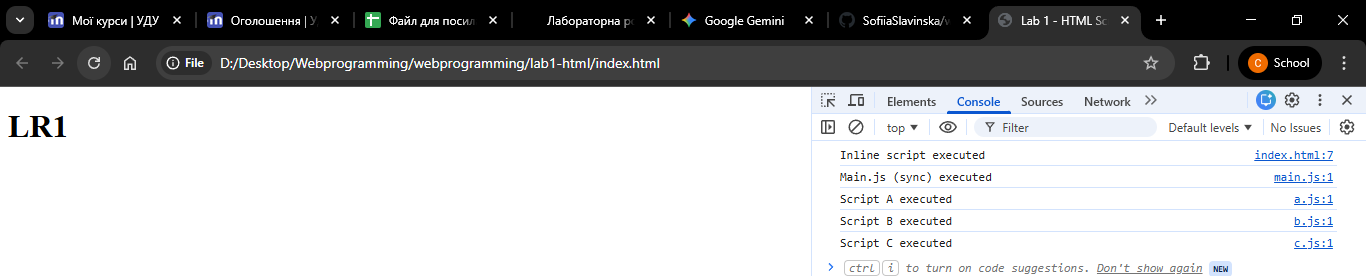 Мої курси | УДУ
Оголошення | У
Файл для посил
Лабораторна р
Google Gemini
SofiiaSlavinska/w
Lab 1 - HTML Sc
File
D:/Desktop/Webprogramming/webprogramming/lab1-html/index.html
C School
LR1
Elements Console Sources Network
top Filter Default levels No Issues
Inline script executed index.html:7
Main.js (sync) executed main.js:1
Script A executed a.js:1
Script B executed b.js:1
Script C executed c.js:1
ctrl i to turn on code suggestions. Don't show again NEW